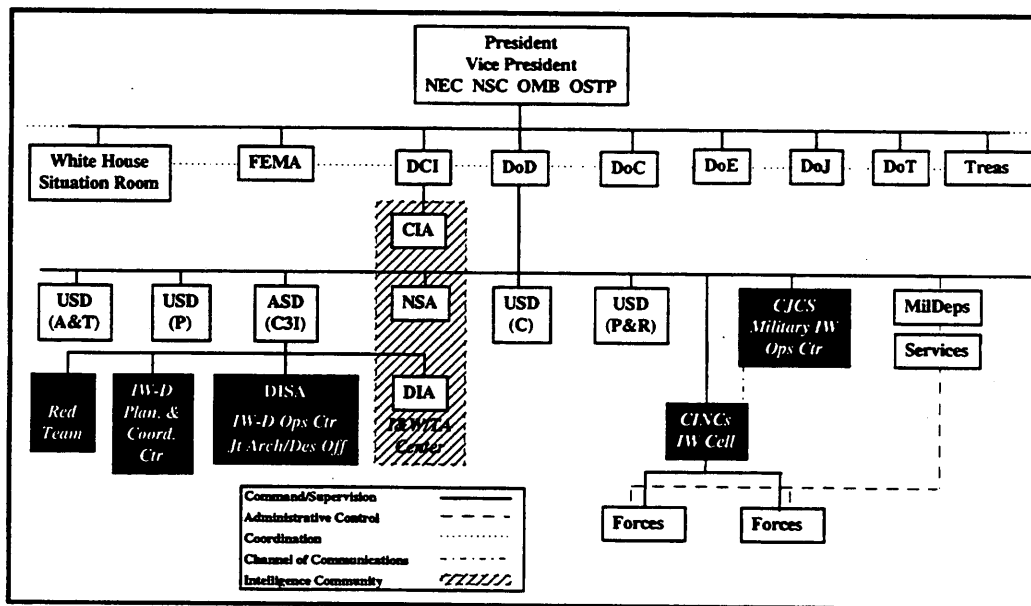 President
Vice President
NEC NSC OMB OSTP
White House
Situation Room
FEMA
DCI
DoD
DoC
DoE
DoJ
DoT
Treas
CIA
USD
(A&T)
USD
(P)
ASD
(C3I)
NSA
USD
(C)
USD
(P&R)
CJCS
Military IW
Ops Ctr
MilDeps
Services
Red
Team
IW-D
Plan. &
Coord.
Ctr
DISA
IW-D Ops Ctr
Jt Arch/Des Off
DIA
I&W/TA
Center
CINCs
IW Cell
Forces
Forces
Command/Supervision
Administrative Control
Coordination
Channel of Communications
Intelligence Community